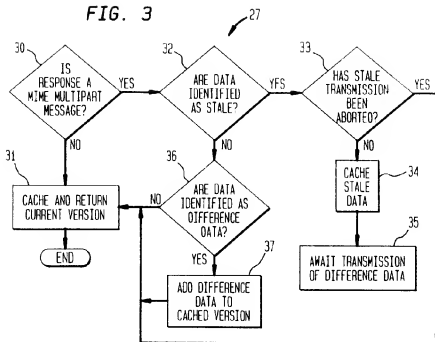 FIG. 3
27
30
IS
RESPONSE A
MIME MULTIPART
MESSAGE?
YES
NO
32
ARE DATA
IDENTIFIED
AS STALE?
YES
NO
33
HAS STALE
TRANSMISSION
BEEN
ABORTED?
YES
NO
31
CACHE AND RETURN
CURRENT VERSION
END
36
ARE DATA
IDENTIFIED AS
DIFFERENCE
DATA?
NO
YES
34
CACHE
STALE
DATA
35
AWAIT TRANSMISSION
OF DIFFERENCE DATA
37
ADD DIFFERENCE
DATA TO
CACHED VERSION